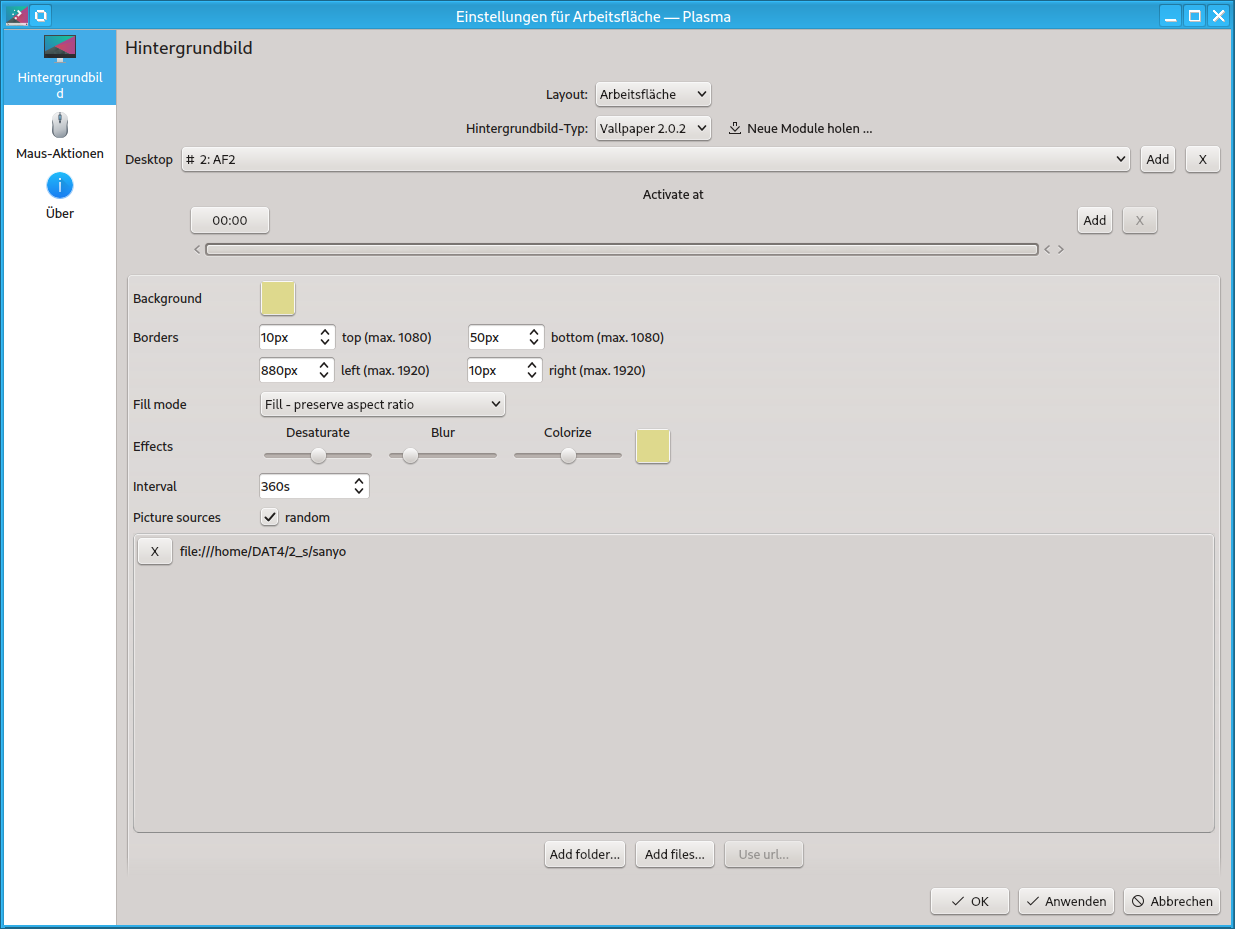 Einstellungen für Arbeitsfläche — Plasma
Hintergrundbil
d
Maus-Aktionen
i
Über
Hintergrundbild
Layout: Arbeitsfläche
Hintergrundbild-Typ: Vallpaper 2.0.2 Neue Module holen ...
Desktop # 2: AF2 Add X
Activate at
00:00 Add X
< < >
Background
Borders 10px top (max. 1080) 50px bottom (max. 1080)
880px left (max. 1920) 10px right (max. 1920)
Fill mode Fill - preserve aspect ratio
Desaturate Blur Colorize
Effects
Interval 360s
Picture sources random
X file:///home/DAT4/2_s/sanyo
Add folder... Add files... Use url...
OK Anwenden Abbrechen